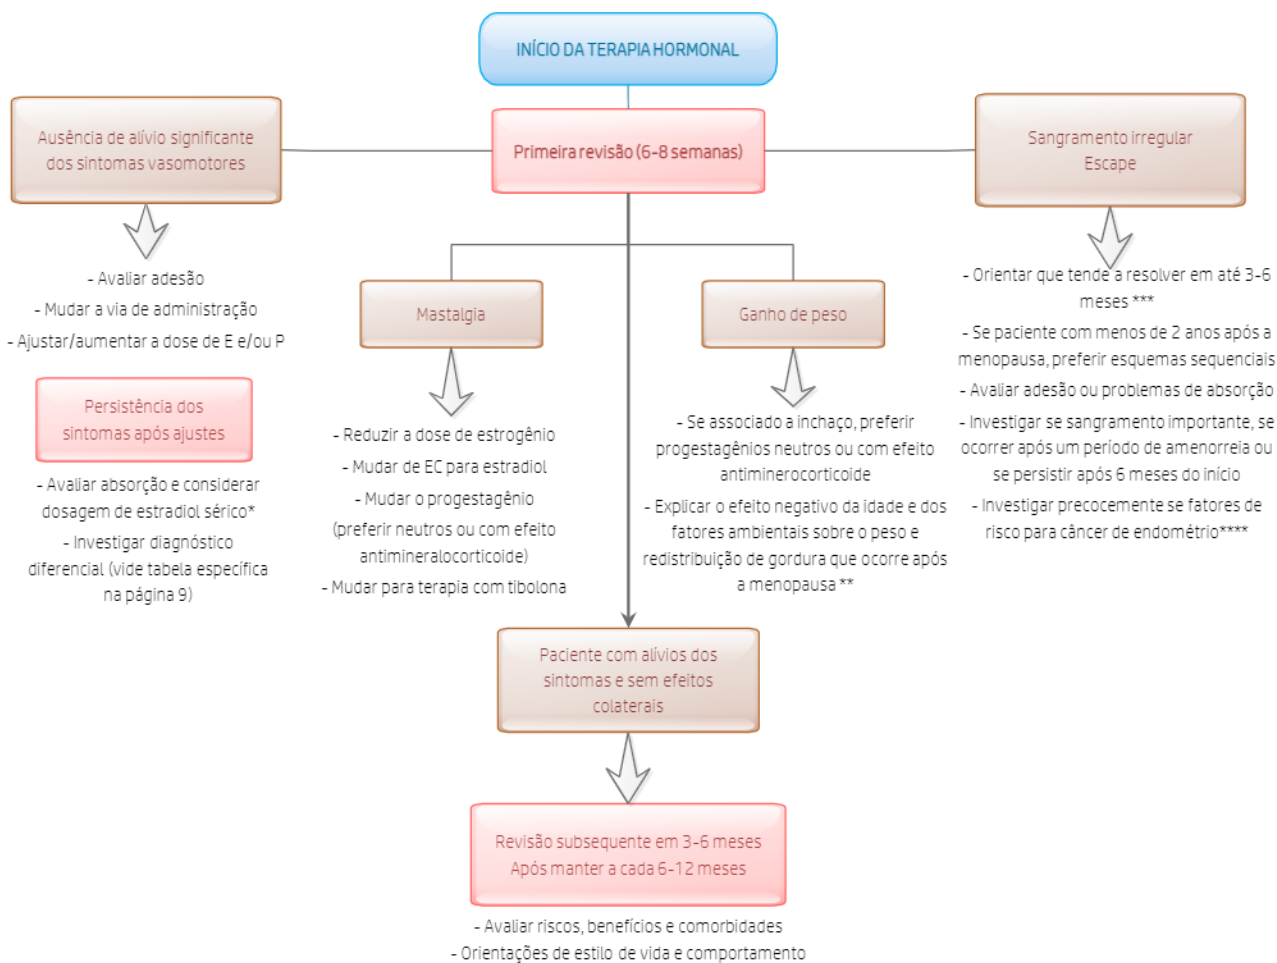 INÍCIO DA TERAPIA HORMONAL
Primeira revisão (6-8 semanas)
Ausência de alívio significante
dos sintomas vasomotores
- Avaliar adesão
- Mudar a via de administração
- Ajustar/aumentar a dose de E e/ou P
Persistência dos
sintomas após ajustes
- Avaliar absorção e considerar
dosagem de estradiol sérico*
- Investigar diagnóstico
diferencial (vide tabela específica
na página 9)
Mastalgia
- Reduzir a dose de estrogênio
- Mudar de EC para estradiol
- Mudar o progestagênio
(preferir neutros ou com efeito
antimineralocorticoide)
- Mudar para terapia com tibolona
Ganho de peso
- Se associado a inchaço, preferir
progestagênios neutros ou com efeito
antiminerocorticoide
- Explicar o efeito negativo da idade e dos
fatores ambientais sobre o peso e
redistribuição de gordura que ocorre após
a menopausa **
Sangramento irregular
Escape
- Orientar que tende a resolver em até 3-6
meses ***
- Se paciente com menos de 2 anos após a
menopausa, preferir esquemas sequenciais
- Avaliar adesão ou problemas de absorção
- Investigar se sangramento importante, se
ocorrer após um período de amenorreia ou
se persistir após 6 meses do início
- Investigar precocemente se fatores de
risco para câncer de endométrio****
Paciente com alívios dos
sintomas e sem efeitos
colaterais
Revisão subsequente em 3-6 meses
Após manter a cada 6-12 meses
- Avaliar riscos, benefícios e comorbidades
- Orientações de estilo de vida e comportamento